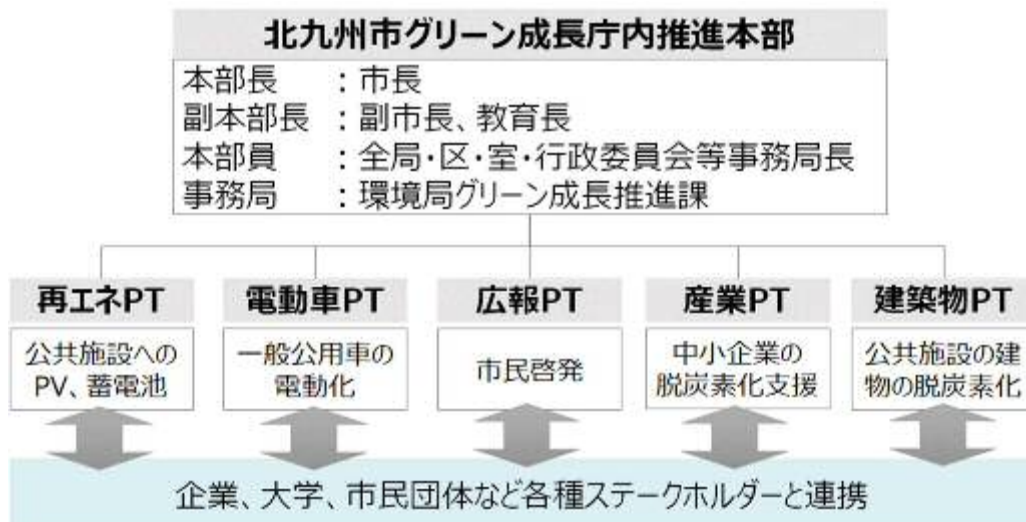 北九州市グリーン成長庁内推進本部
本部長 ：市長
副本部長 ：副市長、教育長
本部員 ：全局・区・室・行政委員会等事務局長
事務局 ：環境局グリーン成長推進課
再エネPT
公共施設への
PV、蓄電池
電動車PT
一般公用車の
電動化
広報PT
市民啓発
産業PT
中小企業の
脱炭素化支援
建築物PT
公共施設の建
物の脱炭素化
企業、大学、市民団体など各種ステークホルダーと連携